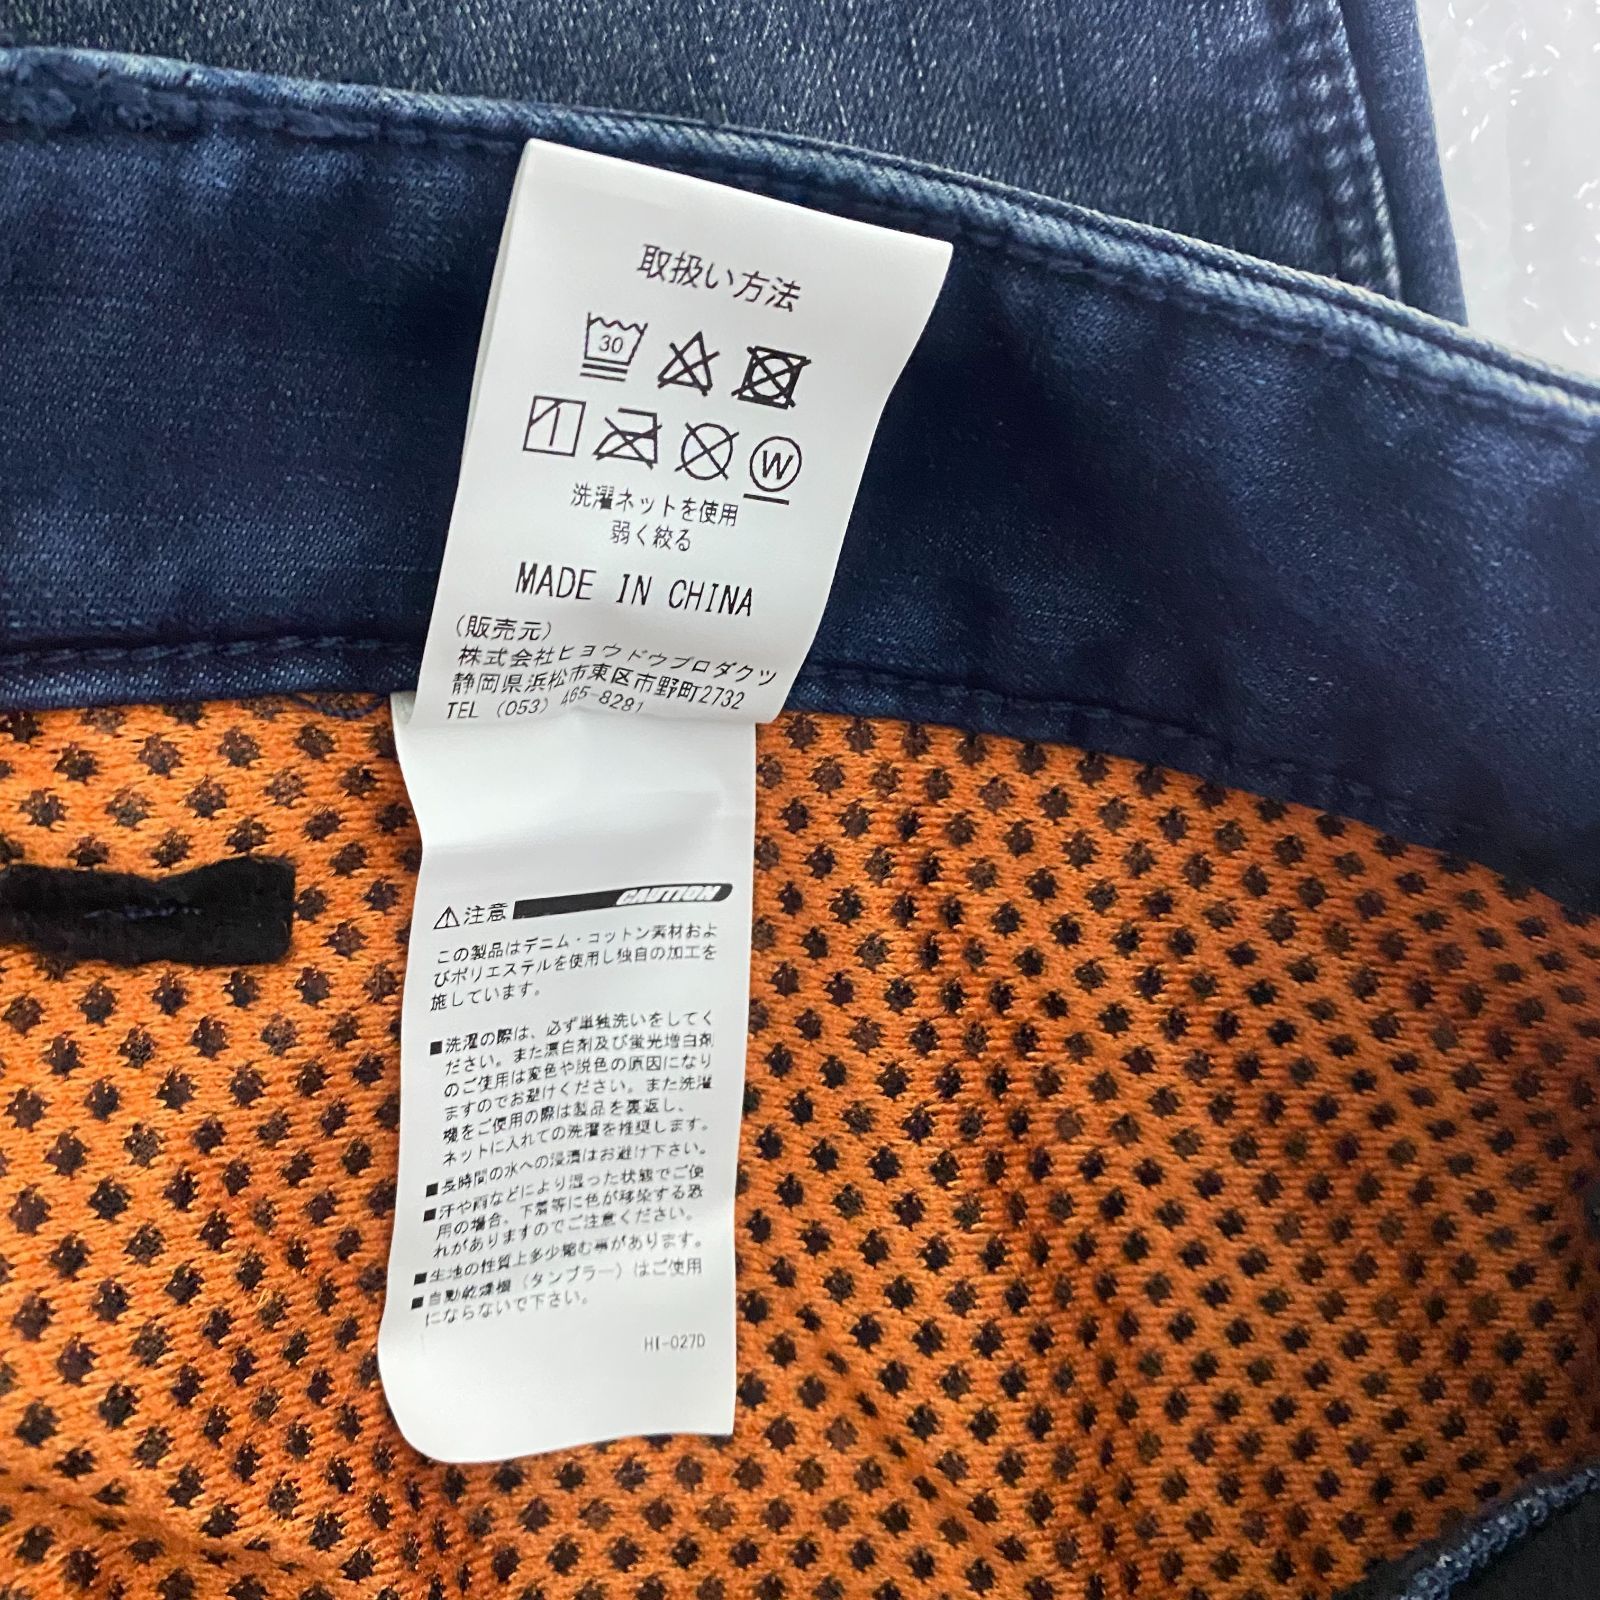 取扱い方法
30
W
洗濯ネットを使用
弱く絞る
MADE IN CHINA
(販売元)
株式会社ヒョウドウプロダクツ
静岡県浜松市東区市野町2732
TEL (053) 465-8281
注意 CAUTION
この製品はデニム・コットン素材およ
びポリエステルを使用し独自の加工を
施しています。
■洗濯の際は、必ず単独洗いをしてく
ださい。また漂白剤及び蛍光増白剤
のご使用は変色や脱色の原因になり
ますのでお避けください。また洗濯
機をご使用の際は製品を裏返し、
ネットに入れての洗濯を推奨します。
■長時間の水への浸漬はお避け下さい。
■汗や雨などにより湿った状態でご使
用の場合、下着等に色が移染する恐
れがありますのでご注意ください。
■生地の性質上多少縮む事があります。
■自動乾燥機(タンブラー)はご使用
にならないで下さい。
HI-027D